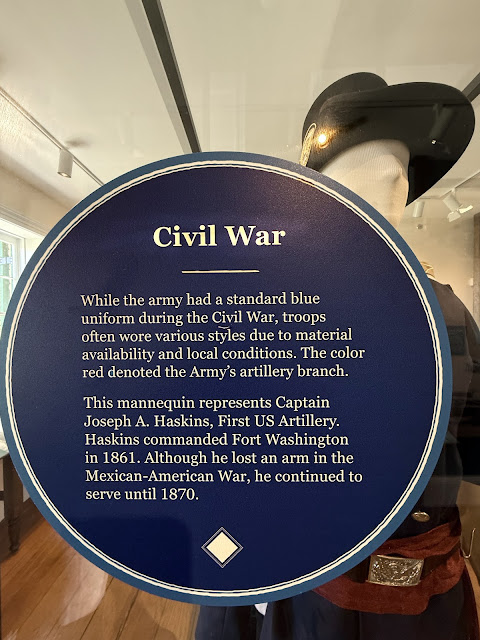 Civil War
While the army had a standard blue
uniform during the Civil War, troops
often wore various styles due to material
availability and local conditions. The color
red denoted the Army's artillery branch.
This mannequin represents Captain
Joseph A. Haskins, First US Artillery.
Haskins commanded Fort Washington
in 1861. Although he lost an arm in the
Mexican-American War, he continued to
serve until 1870.